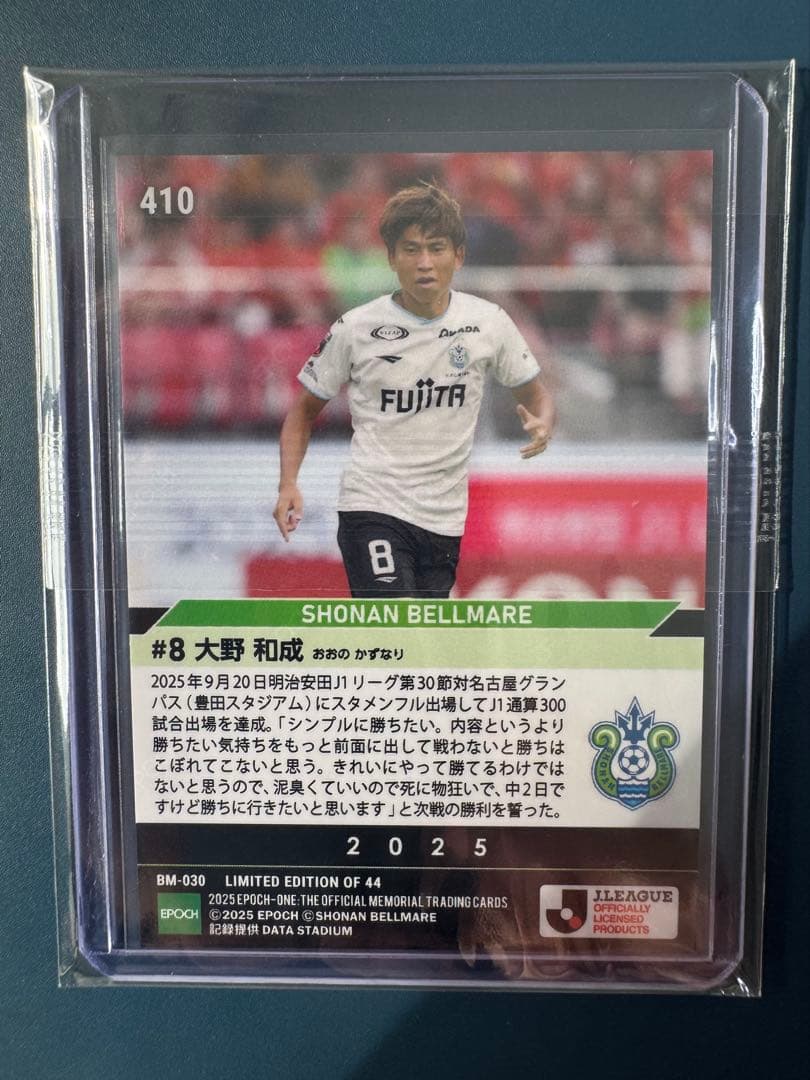 410
AKADA
FUJITA
8
SHONAN BELLMARE
#8 大野 和成 おおの かずなり
2025年9月20日明治安田J1リーグ第30節対名古屋グラン
パス(豊田スタジアム)にスタメンフル出場してJ1通算300
試合出場を達成。「シンプルに勝ちたい。内容というより
勝ちたい気持ちをもっと前面に出して戦わないと勝ちは
こぼれてこないと思う。きれいにやって勝てるわけでは
ないと思うので、泥臭くていいので死に物狂いで、中2日で
すけど勝ちに行きたいと思います」と次戦の勝利を誓った。
SHONAN
BELLMARE
2025
BM-030 LIMITED EDITION OF 44
EPOCH
2025 EPOCH-ONE:THE OFFICIAL MEMORIAL TRADING CARDS
©2025 EPOCH ©SHONAN BELLMARE
記録提供 DATA STADIUM
J.LEAGUE
OFFICIALLY
LICENSED
PRODUCTS